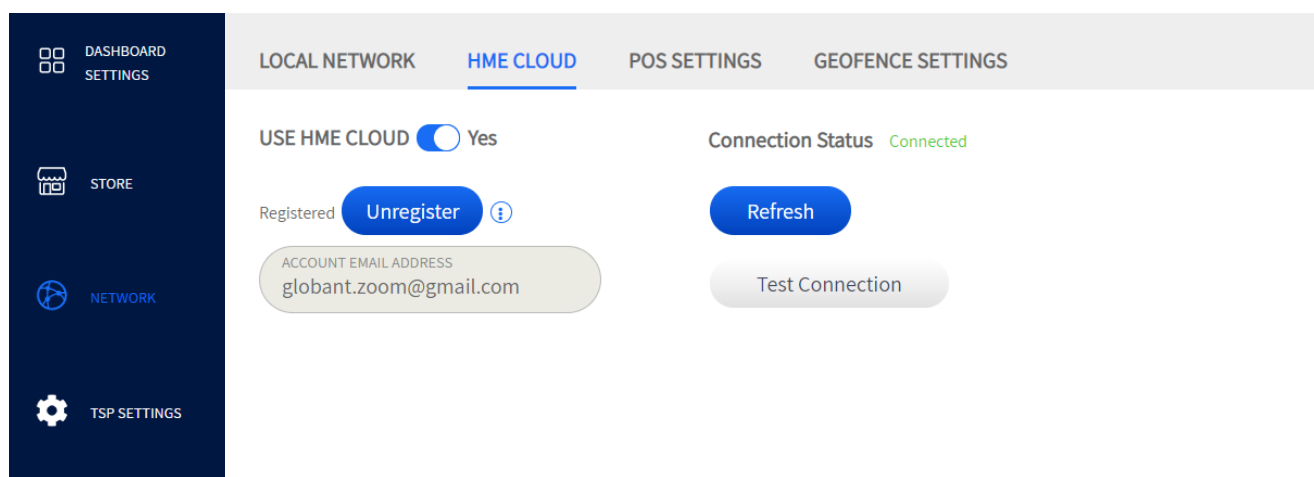 DASHBOARD
SETTINGS
STORE
NETWORK
TSP SETTINGS
LOCAL NETWORK HME CLOUD POS SETTINGS GEOFENCE SETTINGS
USE HME CLOUD Yes
Connection Status Connected
Registered Unregister
Refresh
ACCOUNT EMAIL ADDRESS
globant.zoom@gmail.com
Test Connection